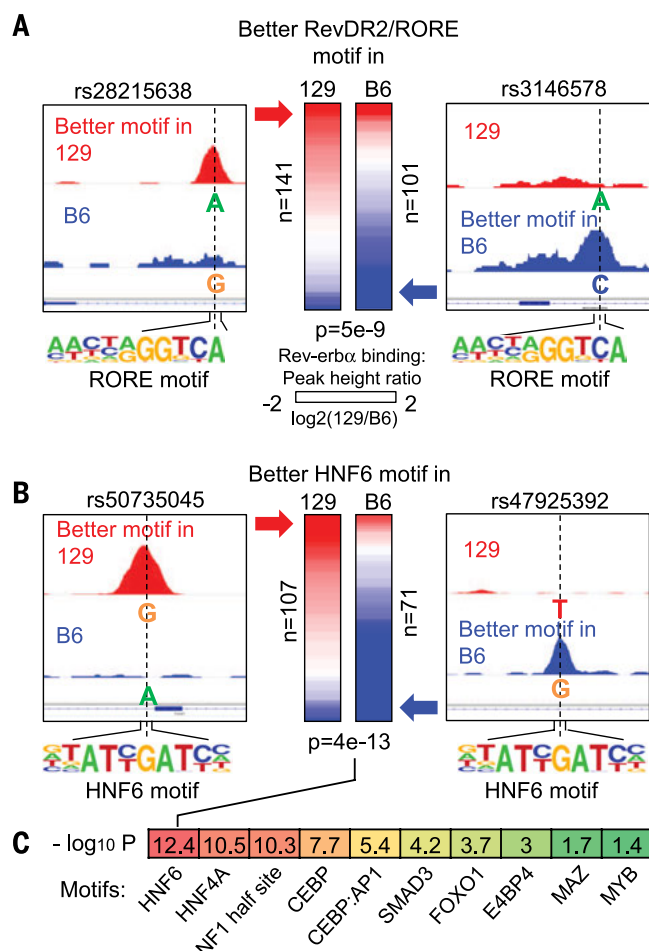 A
Better RevDR2/RORE
motif in
rs28215638
129 B6
rs3146578
Better motif in
129
A
B6
G
n=141
n=101
129
A
Better motif in
B6
C
AACTAGGTCA
RORE motif
p=5e-9
Rev-erbα binding:
Peak height ratio
-2 2
log2(129/B6)
AACTAGGTCA
RORE motif
B
Better HNF6 motif in
rs50735045
129 B6
rs47925392
Better motif in
129
G
B6
A
n=107
n=71
129
T
Better motif in
B6
G
TATCGATC
HNF6 motif
p=4e-13
TATCGATC
HNF6 motif
C
- log10 P
12.4 10.5 10.3 7.7 5.4 4.2 3.7 3 1.7 1.4
Motifs:
HNF6
HNF4A
NF1 half site
CEBP
CEBP:AP1
SMAD3
FOXO1
E4BP4
MAZ
MYB